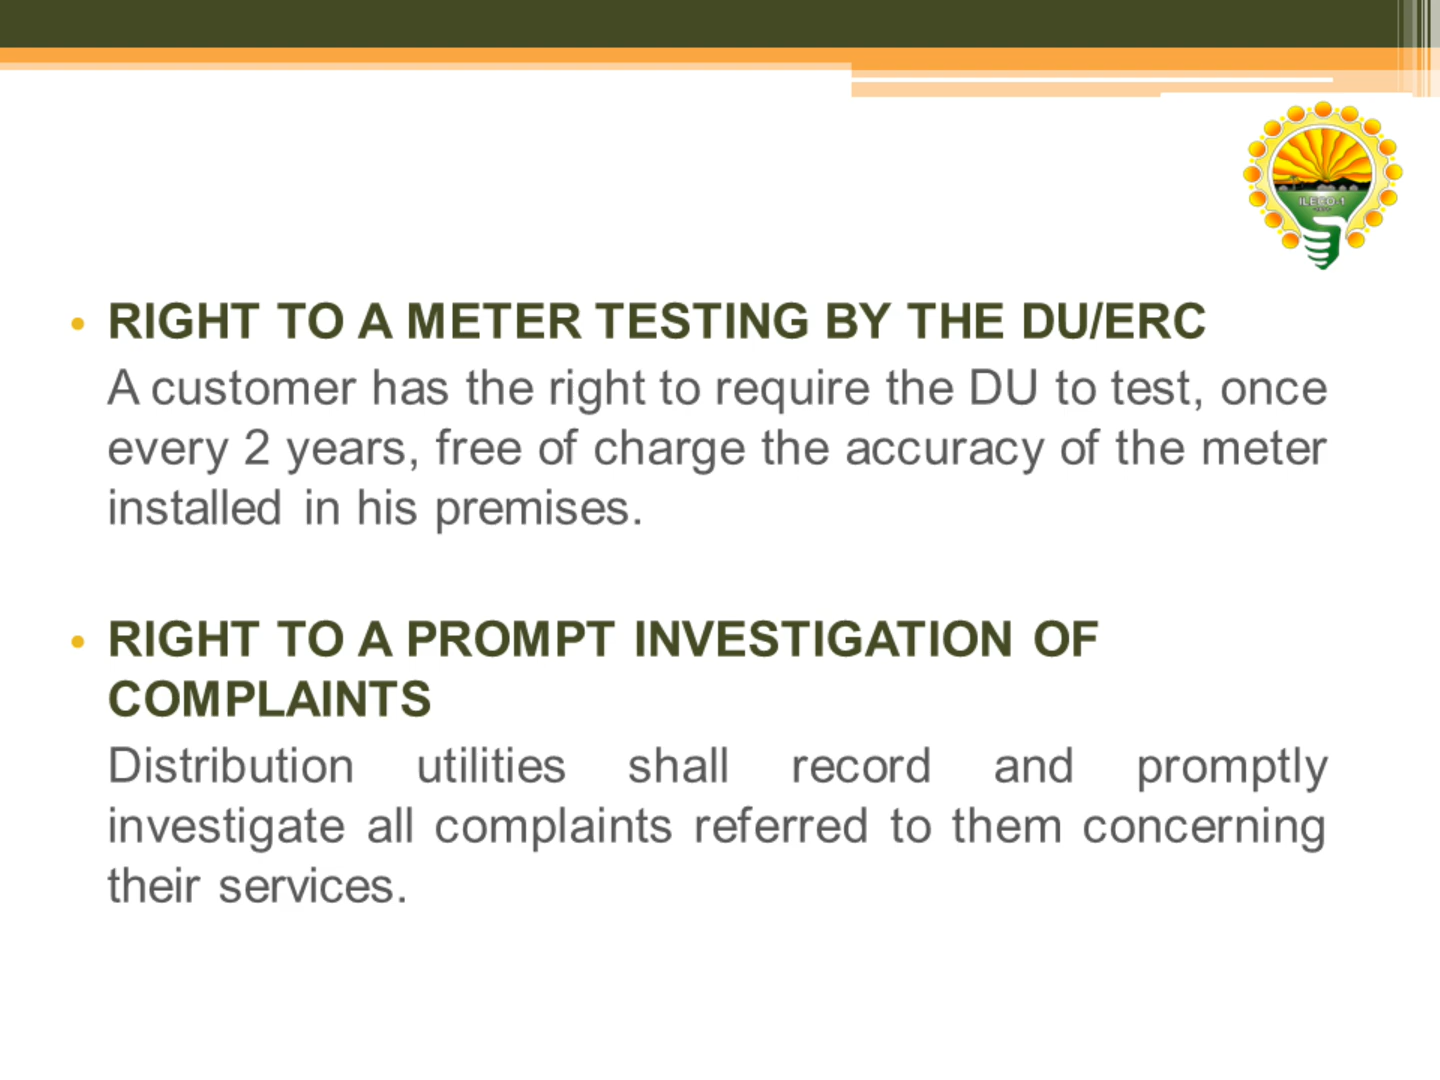 ILECO-1
• RIGHT TO A METER TESTING BY THE DU/ERC
A customer has the right to require the DU to test, once
every 2 years, free of charge the accuracy of the meter
installed in his premises.
• RIGHT TO A PROMPT INVESTIGATION OF
COMPLAINTS
Distribution utilities shall record and promptly
investigate all complaints referred to them concerning
their services.